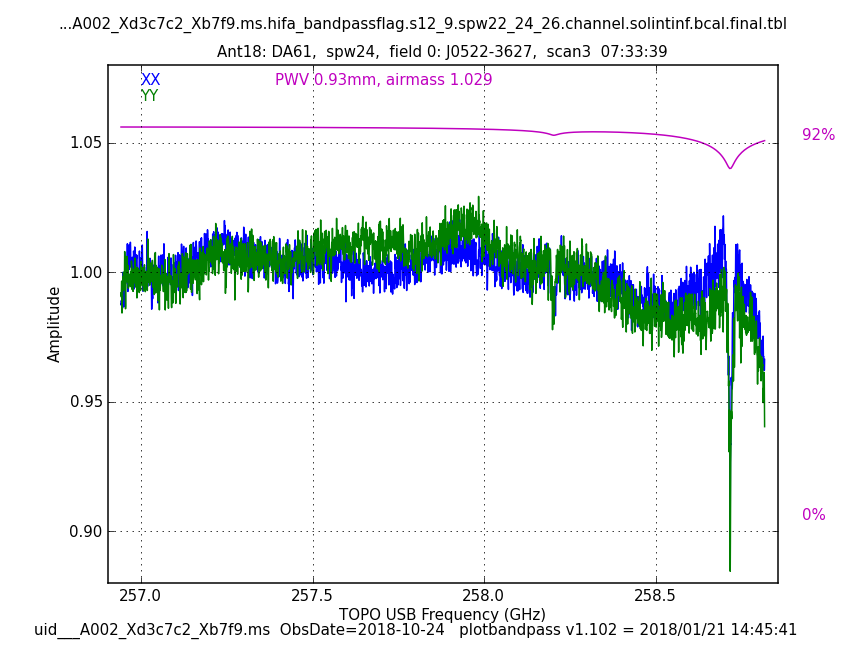 ...A002_Xd3c7c2_Xb7f9.ms.hifa_bandpassflag.s12_9.spw22_24_26.channel.solintinf.bcal.final.tbl
Ant18: DA61, spw24, field 0: J0522-3627, scan3 07:33:39
XX
PWV 0.93mm, airmass 1.029
YY
92%
1.05
1.00
Amplitude
0.95
0%
0.90
257.0 257.5 258.0 258.5
TOPO USB Frequency (GHz)
uid___A002_Xd3c7c2_Xb7f9.ms ObsDate=2018-10-24 plotbandpass v1.102 = 2018/01/21 14:45:41